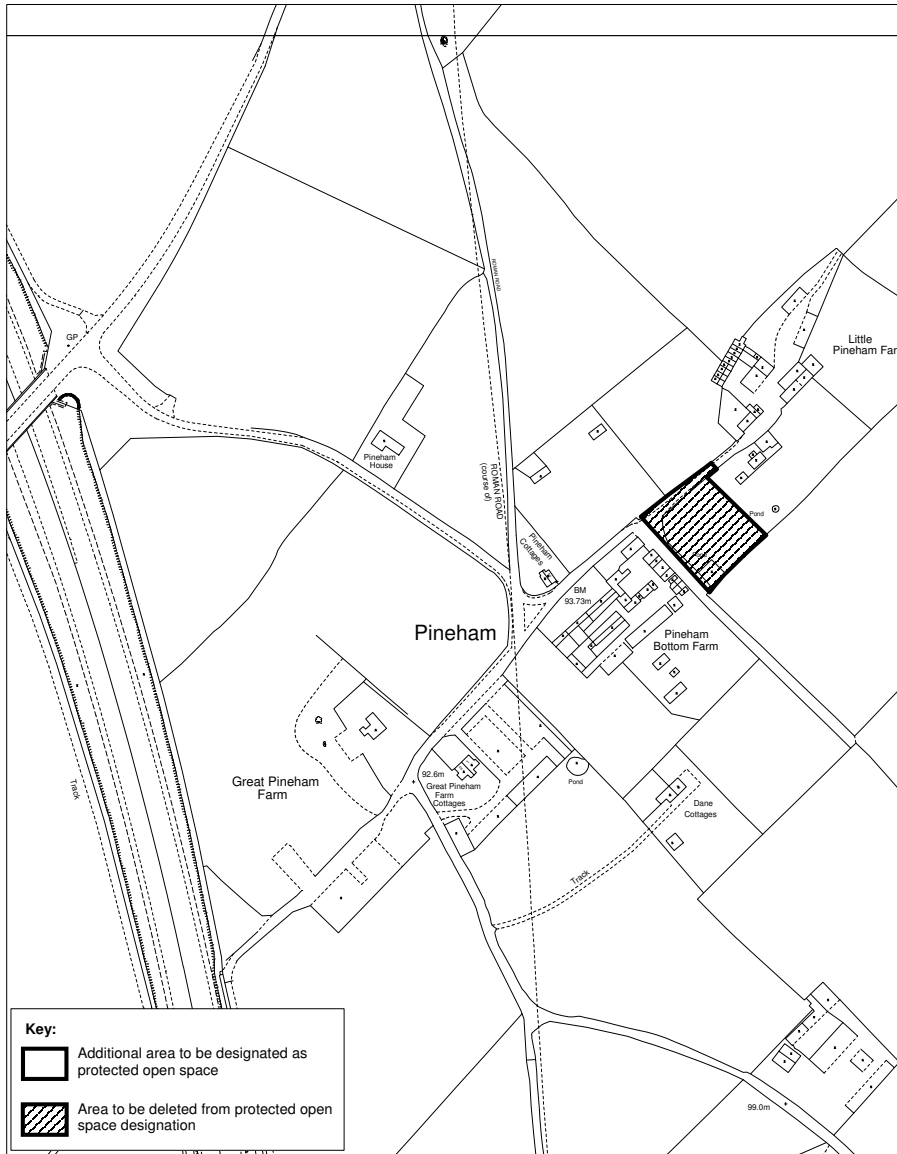 ROMAN ROAD
GP
Little
Pineham Far
Pineham
House
ROMAN ROAD
(course of)
Pond
Pineham
Cottages
BM
93.73m
Pineham
Pineham
Bottom Farm
92.6m
Great Pineham
Farm
Great Pineham
Farm
Cottages
Pond
Track
Dane
Cottages
Track
99.0m
Key:
Additional area to be designated as
protected open space
Area to be deleted from protected open
space designation